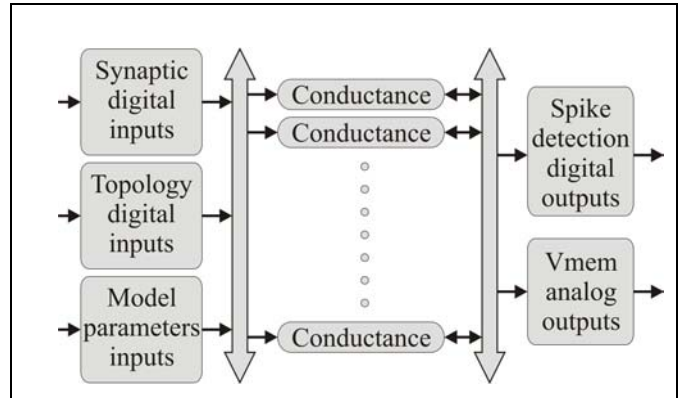 Synaptic
digital
inputs
Topology
digital
inputs
Model
parameters
inputs
Conductance
Conductance
Conductance
Spike
detection
digital
outputs
Vmem
analog
outputs